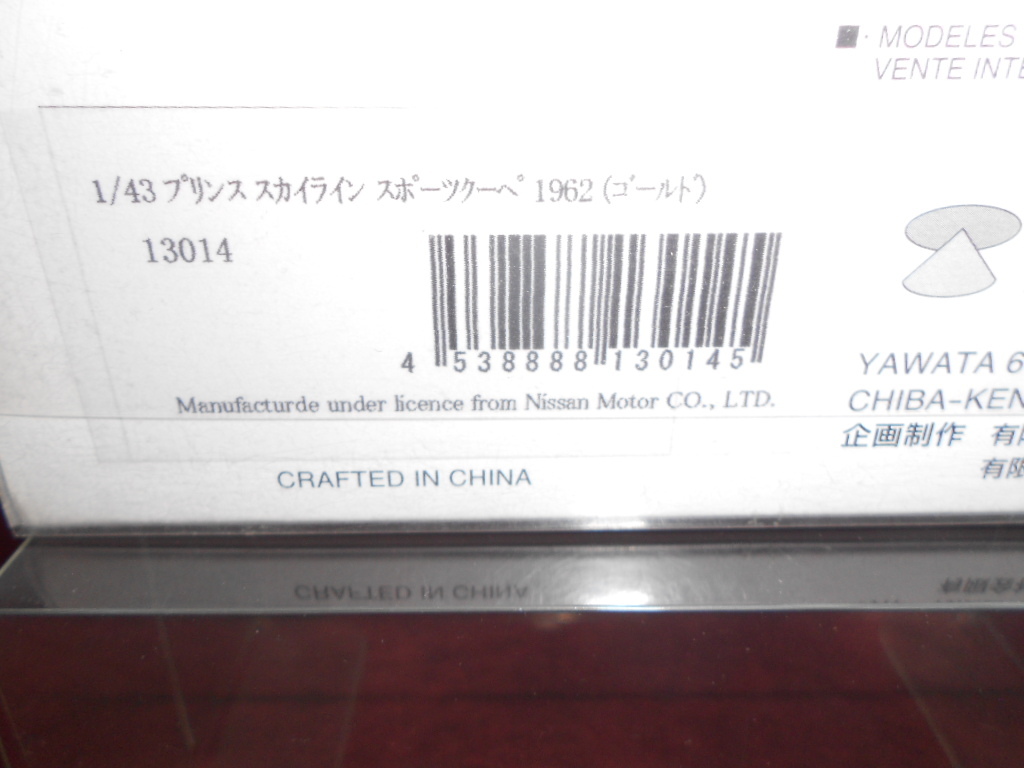 ■・MODELES
VENTE INTE
1/43 プリンス スカイライン スポーツクーペ 1962 (ゴールド)
13014
4 538888 130145
Manufacturde under licence from Nissan Motor CO., LTD.
YAWATA 6
CHIBA-KEN
企画制作 有限
有限
CRAFTED IN CHINA